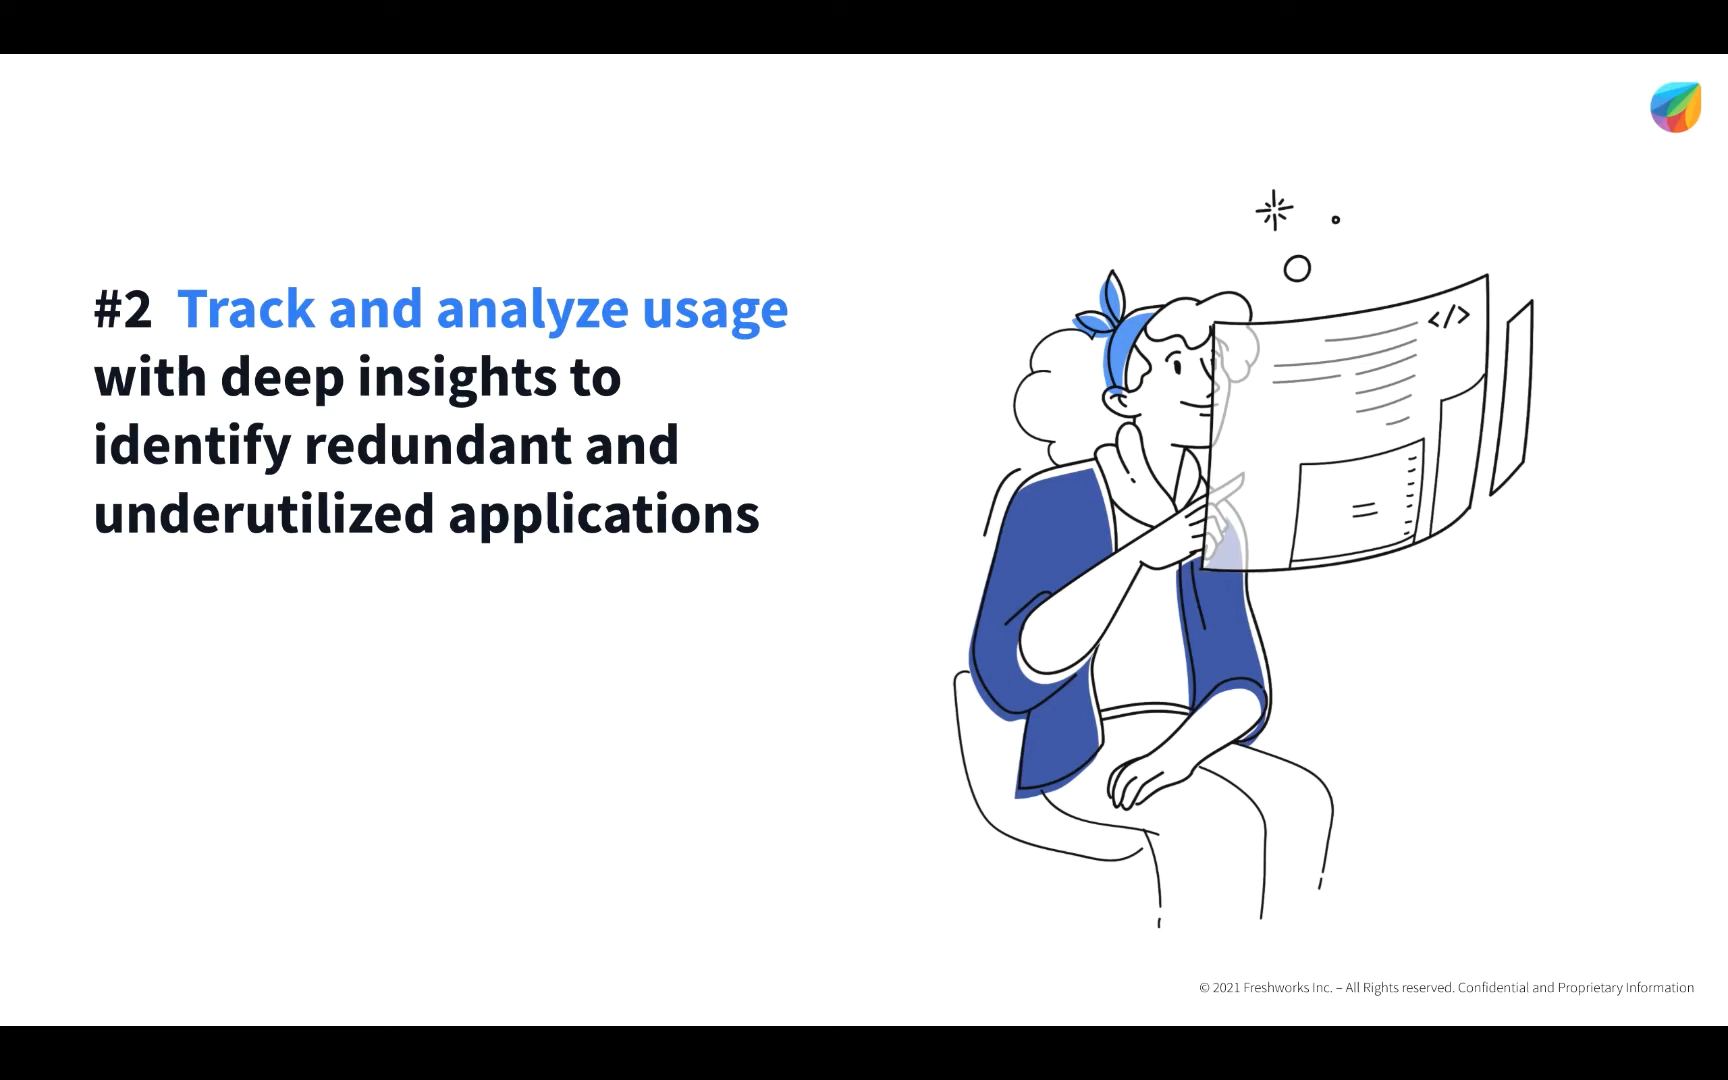 #2 Track and analyze usage
with deep insights to
identify redundant and
underutilized applications
</>
© 2021 Freshworks Inc. – All Rights reserved. Confidential and Proprietary Information